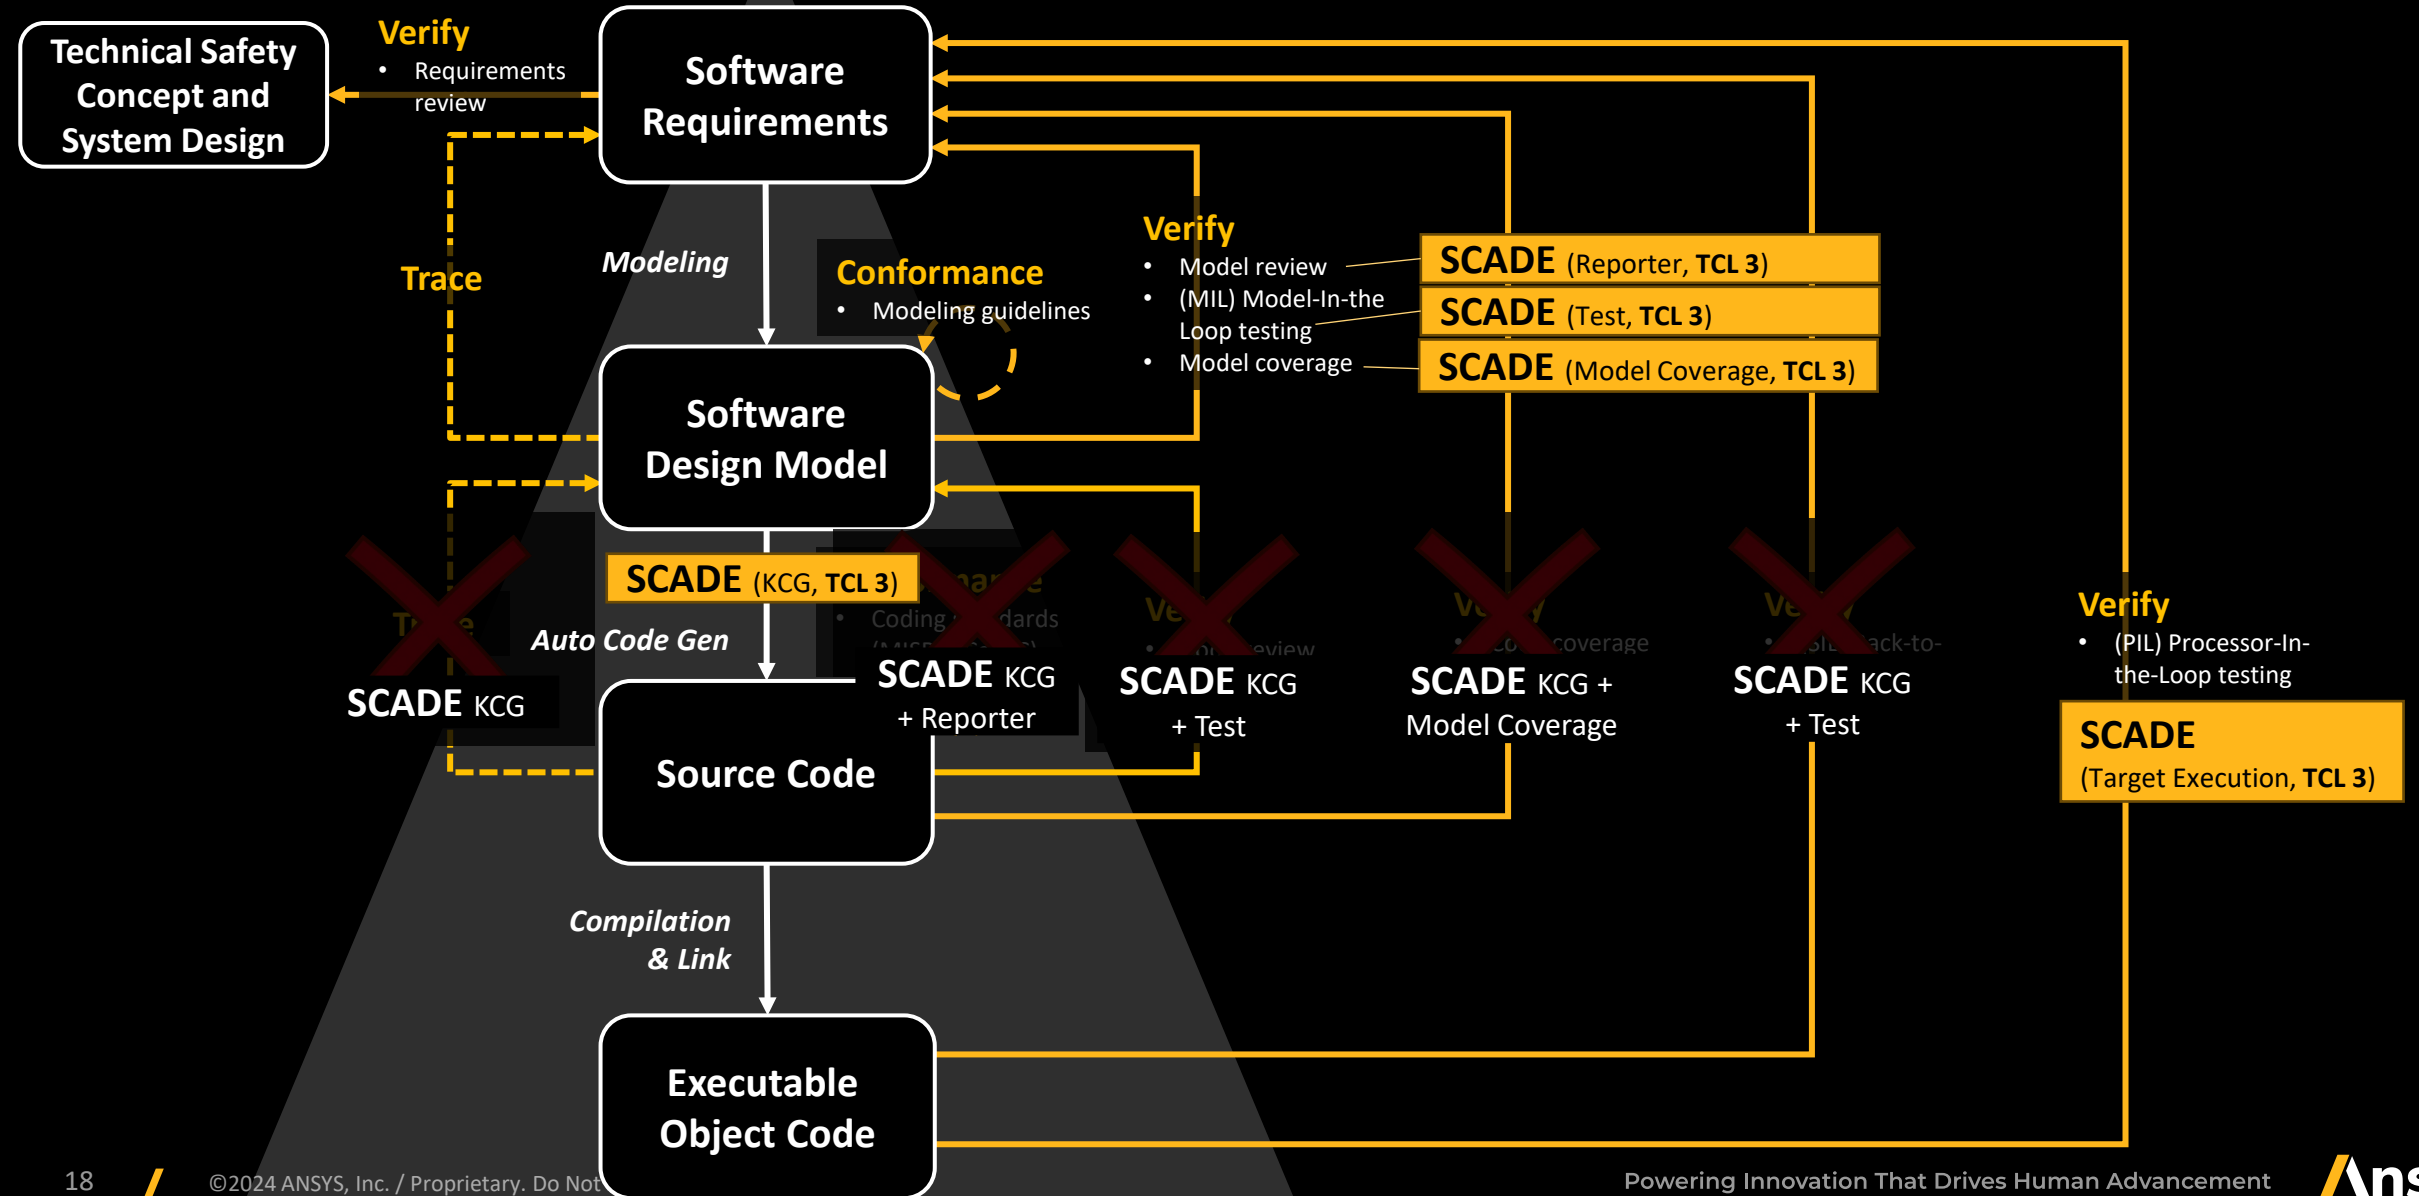 Technical Safety
Concept and
System Design
Verify
• Requirements
review
Software
Requirements
Trace
Modeling
Conformance
• Modeling guidelines
Verify
• Model review
• (MIL) Model-In-the
Loop testing
• Model coverage
SCADE (Reporter, TCL 3)
SCADE (Test, TCL 3)
SCADE (Model Coverage, TCL 3)
Software
Design Model
SCADE (KCG, TCL 3)
Auto Code Gen
• Coding
SCADE KCG
SCADE KCG
+ Reporter
SCADE KCG
+ Test
SCADE KCG +
Model Coverage
SCADE KCG
+ Test
Verify
• (PIL) Processor-In-
the-Loop testing
SCADE
(Target Execution, TCL 3)
Source Code
Compilation
& Link
Executable
Object Code
18
©2024 ANSYS, Inc. / Proprietary. Do Not
Powering Innovation That Drives Human Advancement